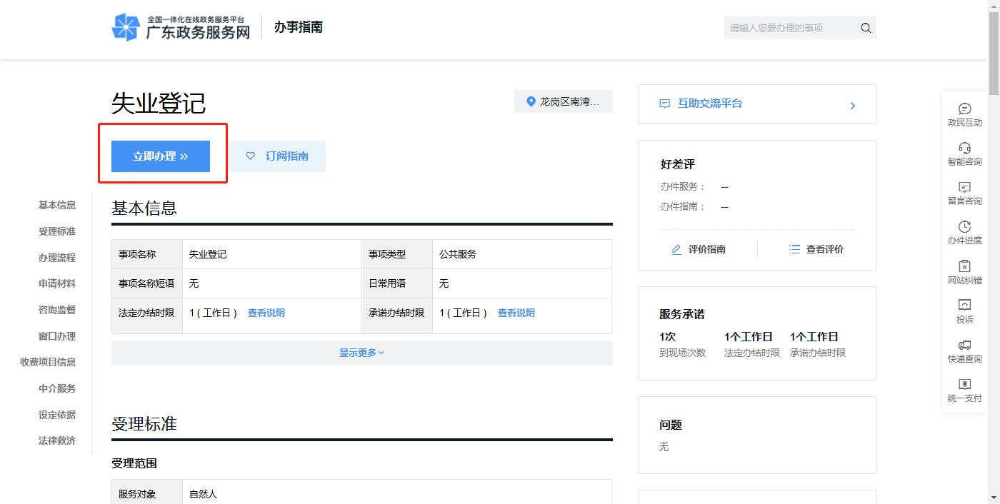 全国一体化在线政务服务平台
广东政务服务网
办事指南
请输入您要办理的事项
失业登记
龙岗区南湾...
立即办理
订阅指南
基本信息
受理标准
办理流程
申请材料
咨询监督
窗口办理
收费项目信息
中介服务
设定依据
法律救济
基本信息
事项名称 失业登记 事项类型 公共服务
事项名称短语 无 日常用语 无
法定办结时限 1 ( 工作日 ) 查看说明 承诺办结时限 1 ( 工作日 ) 查看说明
显示更多
受理标准
受理范围
服务对象 自然人
互助交流平台
好差评
办件服务： --
办件指南： --
评价指南 查看评价
服务承诺
1次 1个工作日 1个工作日
到现场次数 法定办结时限 承诺办结时限
问题
无
政民互动
智能咨询
留言咨询
办件进度
网站纠错
投诉
快递查询
统一支付